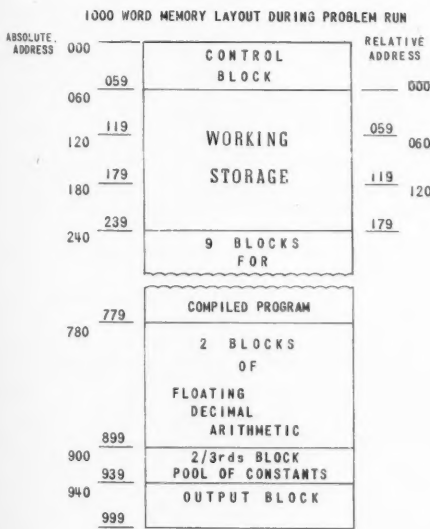 1000 WORD MEMORY LAYOUT DURING PROBLEM RUN
ABSOLUTE ADDRESS
RELATIVE ADDRESS
000
CONTROL
BLOCK
059
060
000
119
120
WORKING
059
060
179
180
STORAGE
119
120
239
240
179
9 BLOCKS
FOR
COMPILED PROGRAM
779
780
2 BLOCKS
OF
FLOATING
DECIMAL
ARITHMETIC
899
900
2/3rds BLOCK
939
POOL OF CONSTANTS
940
OUTPUT BLOCK
999